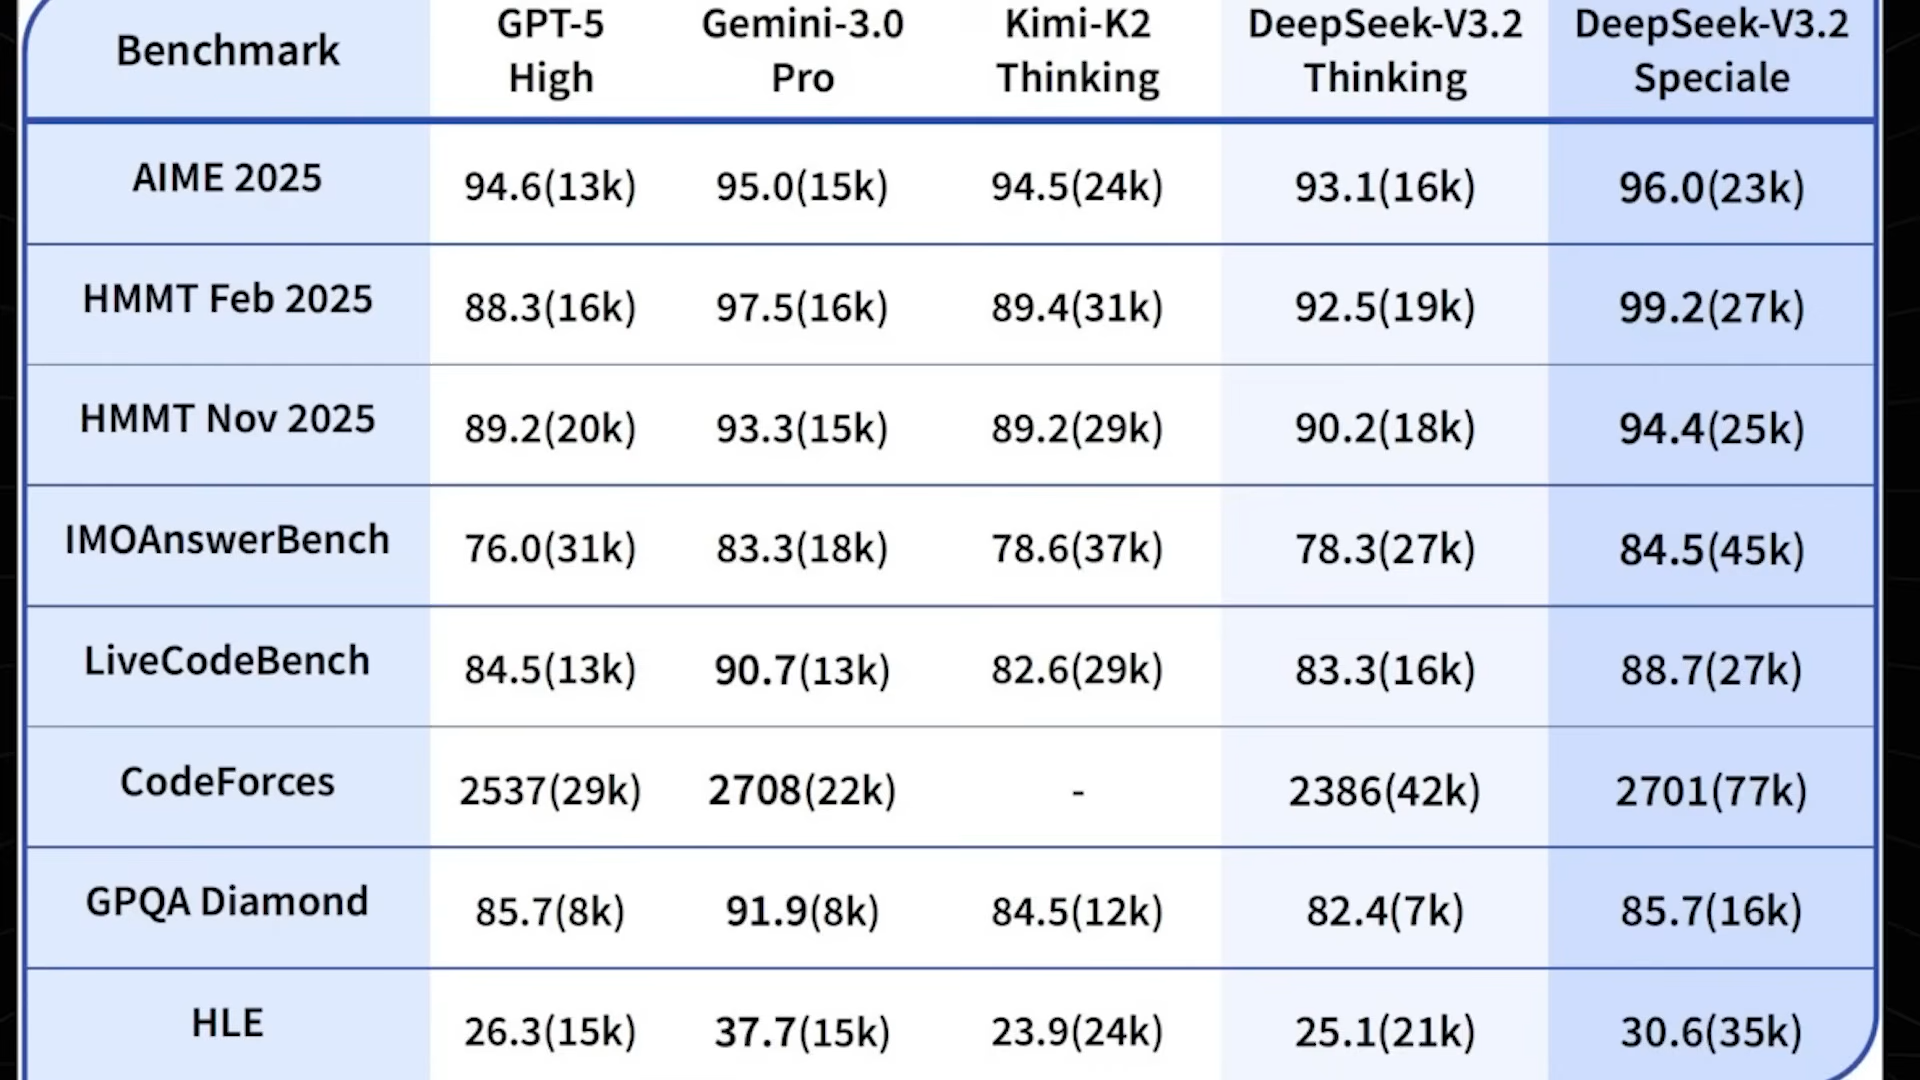 Benchmark GPT-5 High Gemini-3.0 Pro Kimi-K2 Thinking DeepSeek-V3.2 Thinking DeepSeek-V3.2 Speciale
AIME 2025 94.6(13k) 95.0(15k) 94.5(24k) 93.1(16k) 96.0(23k)
HMMT Feb 2025 88.3(16k) 97.5(16k) 89.4(31k) 92.5(19k) 99.2(27k)
HMMT Nov 2025 89.2(20k) 93.3(15k) 89.2(29k) 90.2(18k) 94.4(25k)
IMOAnswerBench 76.0(31k) 83.3(18k) 78.6(37k) 78.3(27k) 84.5(45k)
LiveCodeBench 84.5(13k) 90.7(13k) 82.6(29k) 83.3(16k) 88.7(27k)
CodeForces 2537(29k) 2708(22k) - 2386(42k) 2701(77k)
GPQA Diamond 85.7(8k) 91.9(8k) 84.5(12k) 82.4(7k) 85.7(16k)
HLE 26.3(15k) 37.7(15k) 23.9(24k) 25.1(21k) 30.6(35k)